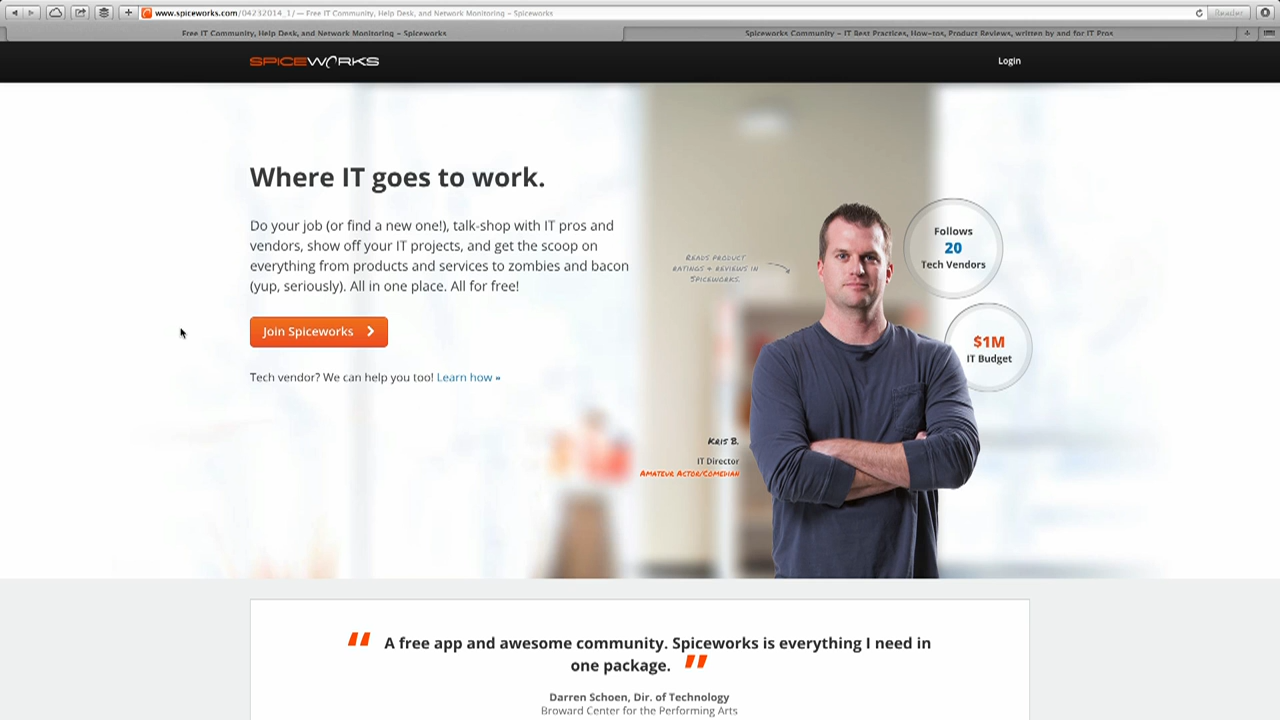 www.spiceworks.com/04232014_1/ — Free IT Community, Help Desk, and Network Monitoring – Spiceworks
Reader
Free IT Community, Help Desk, and Network Monitoring – Spiceworks
Spiceworks Community – IT Best Practices, How-tos, Product Reviews, written by and for IT Pros
SPICEWORKS
Login
Where IT goes to work.
Do your job (or find a new one!), talk-shop with IT pros and
vendors, show off your IT projects, and get the scoop on
everything from products and services to zombies and bacon
(yup, seriously). All in one place. All for free!
Join Spiceworks
Tech vendor? We can help you too! Learn how »
Reads product
ratings + reviews in
Spiceworks.
Follows
20
Tech Vendors
$1M
IT Budget
Kris B.
IT Director
Amateur Actor/Comedian
“ A free app and awesome community. Spiceworks is everything I need in
one package. ”
Darren Schoen, Dir. of Technology
Broward Center for the Performing Arts